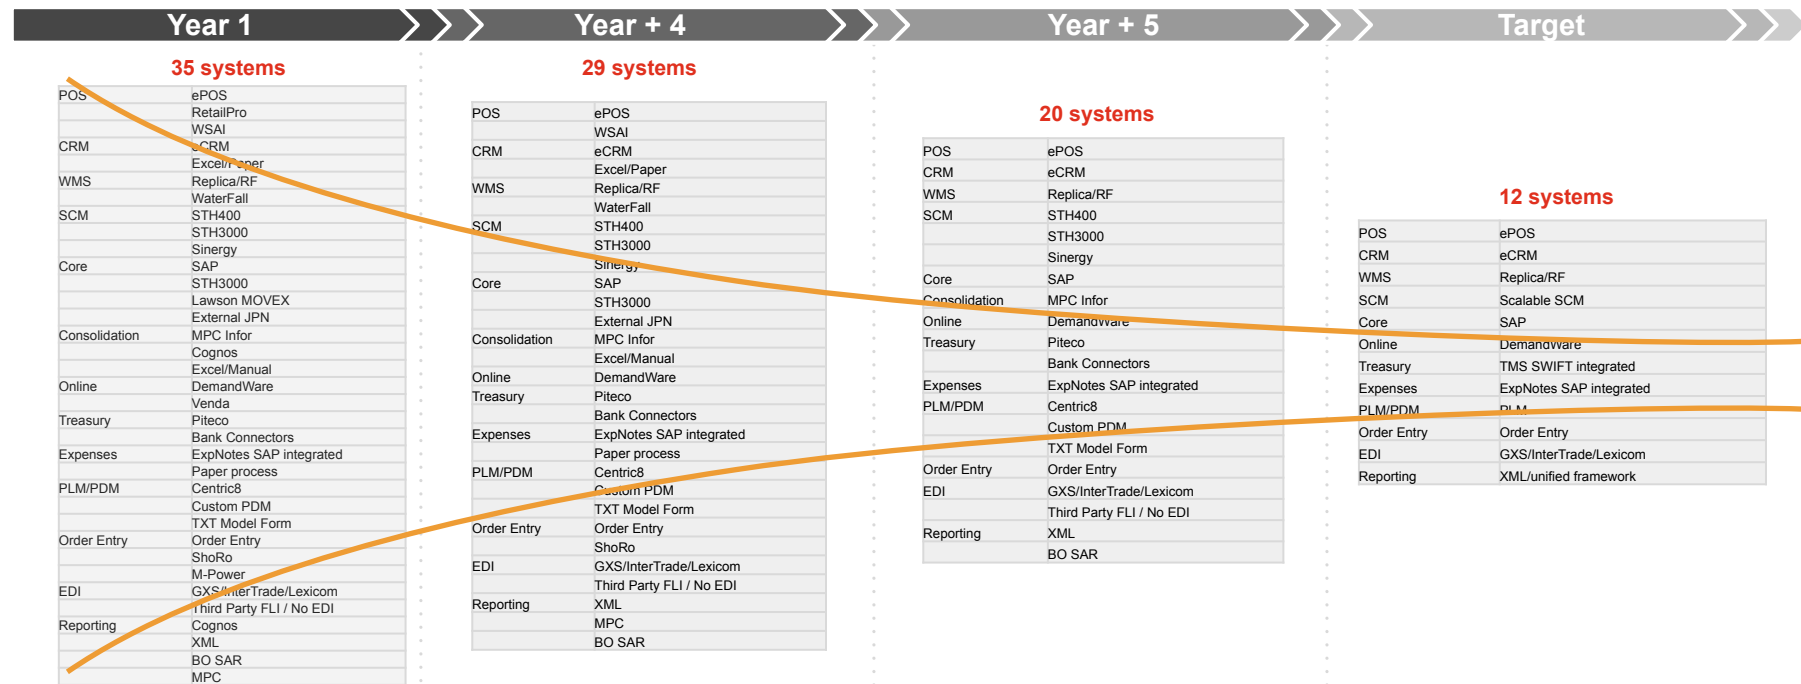 Year 1
Year + 4
Year + 5
Target
35 systems
POS ePOS
RetailPro
WSAI
CRM eCRM
Excel/Paper
WMS Replica/RF
WaterFall
SCM STH400
STH3000
Sinergy
Core SAP
STH3000
Lawson MOVEX
External JPN
Consolidation MPC Infor
Cognos
Excel/Manual
Online DemandWare
Venda
Treasury Piteco
Bank Connectors
Expenses ExpNotes SAP integrated
Paper process
PLM/PDM Centric8
Custom PDM
TXT Model Form
Order Entry Order Entry
ShoRo
M-Power
EDI GXS/InterTrade/Lexicom
Third Party FLI / No EDI
Reporting Cognos
XML
BO SAR
MPC
29 systems
POS ePOS
WSAI
CRM eCRM
Excel/Paper
WMS Replica/RF
WaterFall
SCM STH400
STH3000
Sinergy
Core SAP
STH3000
External JPN
Consolidation MPC Infor
Excel/Manual
Online DemandWare
Treasury Piteco
Bank Connectors
Expenses ExpNotes SAP integrated
Paper process
PLM/PDM Centric8
Custom PDM
TXT Model Form
Order Entry Order Entry
ShoRo
EDI GXS/InterTrade/Lexicom
Third Party FLI / No EDI
Reporting XML
MPC
BO SAR
20 systems
POS ePOS
CRM eCRM
WMS Replica/RF
SCM STH400
STH3000
Sinergy
Core SAP
Consolidation MPC Infor
Online DemandWare
Treasury Piteco
Bank Connectors
Expenses ExpNotes SAP integrated
PLM/PDM Centric8
Custom PDM
TXT Model Form
Order Entry Order Entry
EDI GXS/InterTrade/Lexicom
Third Party FLI / No EDI
Reporting XML
BO SAR
12 systems
POS ePOS
CRM eCRM
WMS Replica/RF
SCM Scalable SCM
Core SAP
Online DemandWare
Treasury TMS SWIFT integrated
Expenses ExpNotes SAP integrated
PLM/PDM PLM
Order Entry Order Entry
EDI GXS/InterTrade/Lexicom
Reporting XML/unified framework